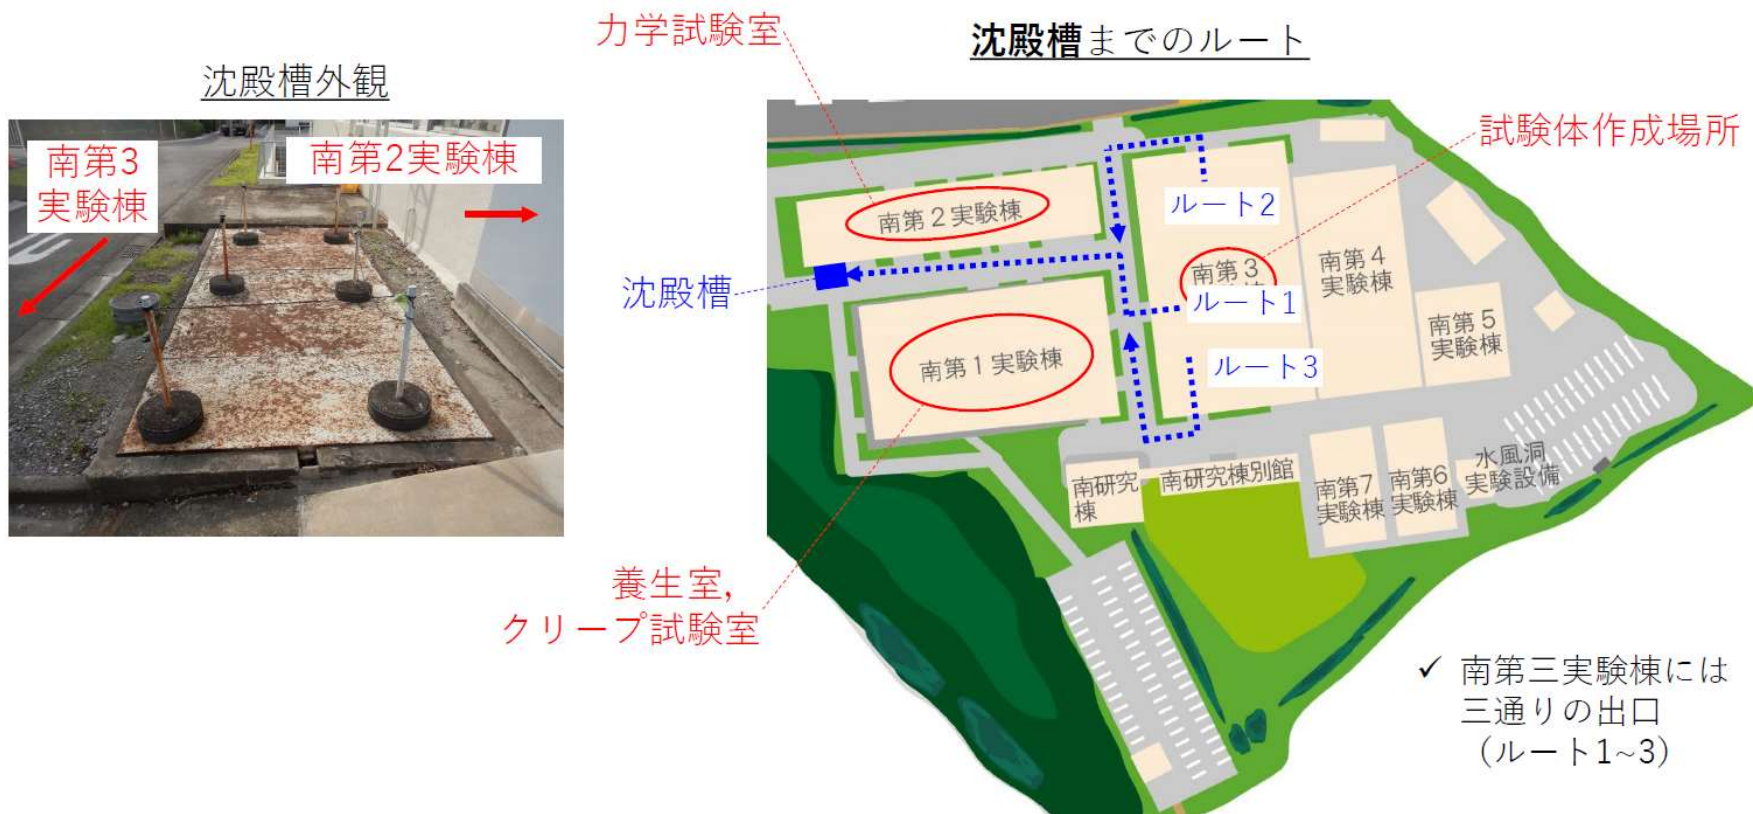 沈殿槽外観
南第3
実験棟
南第2実験棟
力学試験室
沈殿槽までのルート
試験体作成場所
ルート2
南第2実験棟
南第3
ルート1
南第4
実験棟
沈殿槽
南第1実験棟
南第5
実験棟
ルート3
南研究
棟
南研究棟別館
南第7
実験棟
南第6
実験棟
水風洞
実験設備
養生室,
クリープ試験室
✓ 南第三実験棟には
三通りの出口
（ルート1~3）